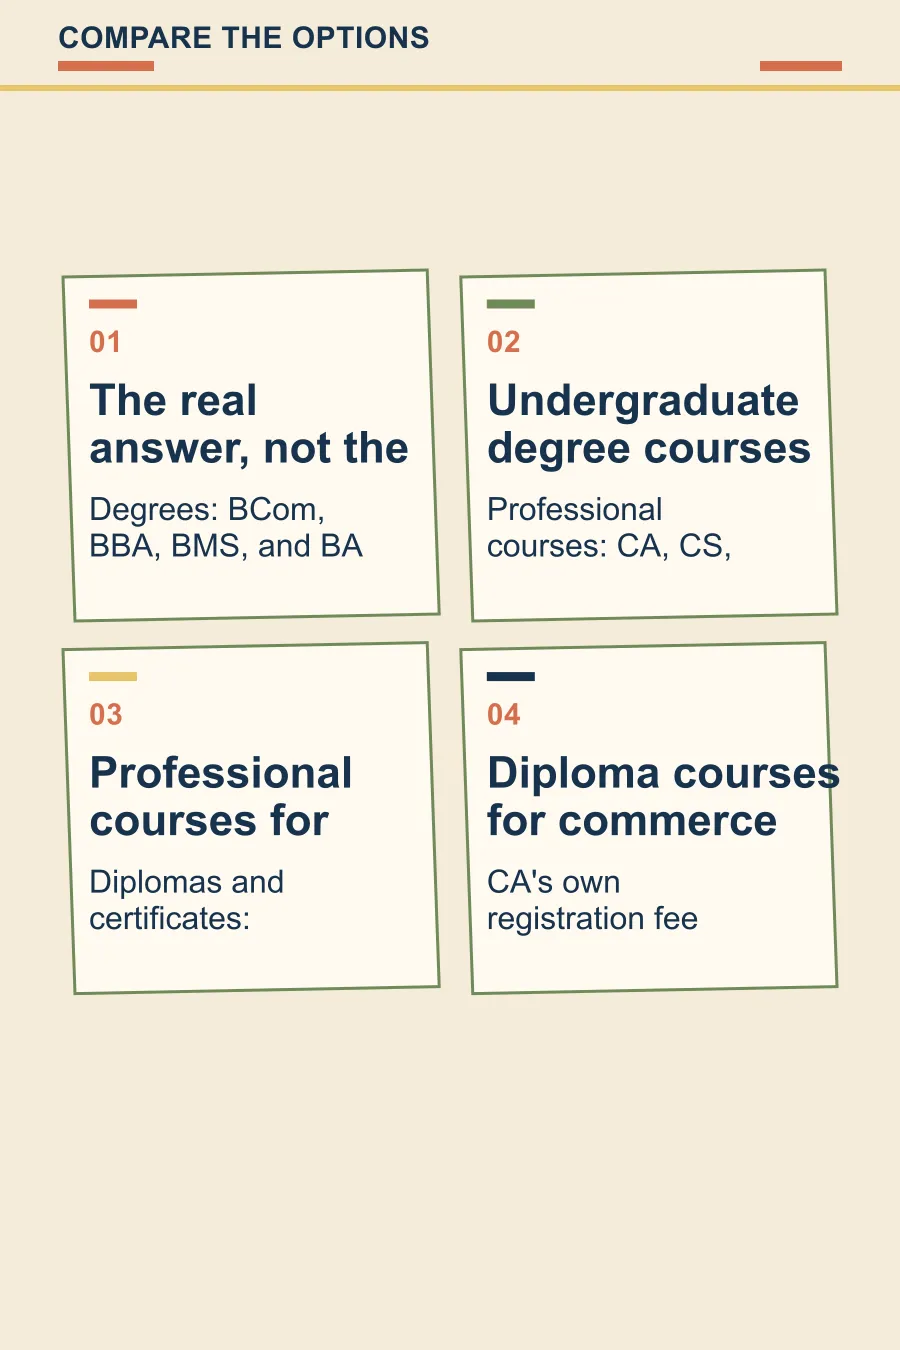 COMPARE THE OPTIONS
01
The real
answer, not the
Degrees: BCom,
BBA, BMS, and BA
02
Undergraduate
degree courses
Professional
courses: CA, CS,
03
Professional
courses for
Diplomas and
certificates:
04
Diploma courses
for commerce
CA's own
registration fee